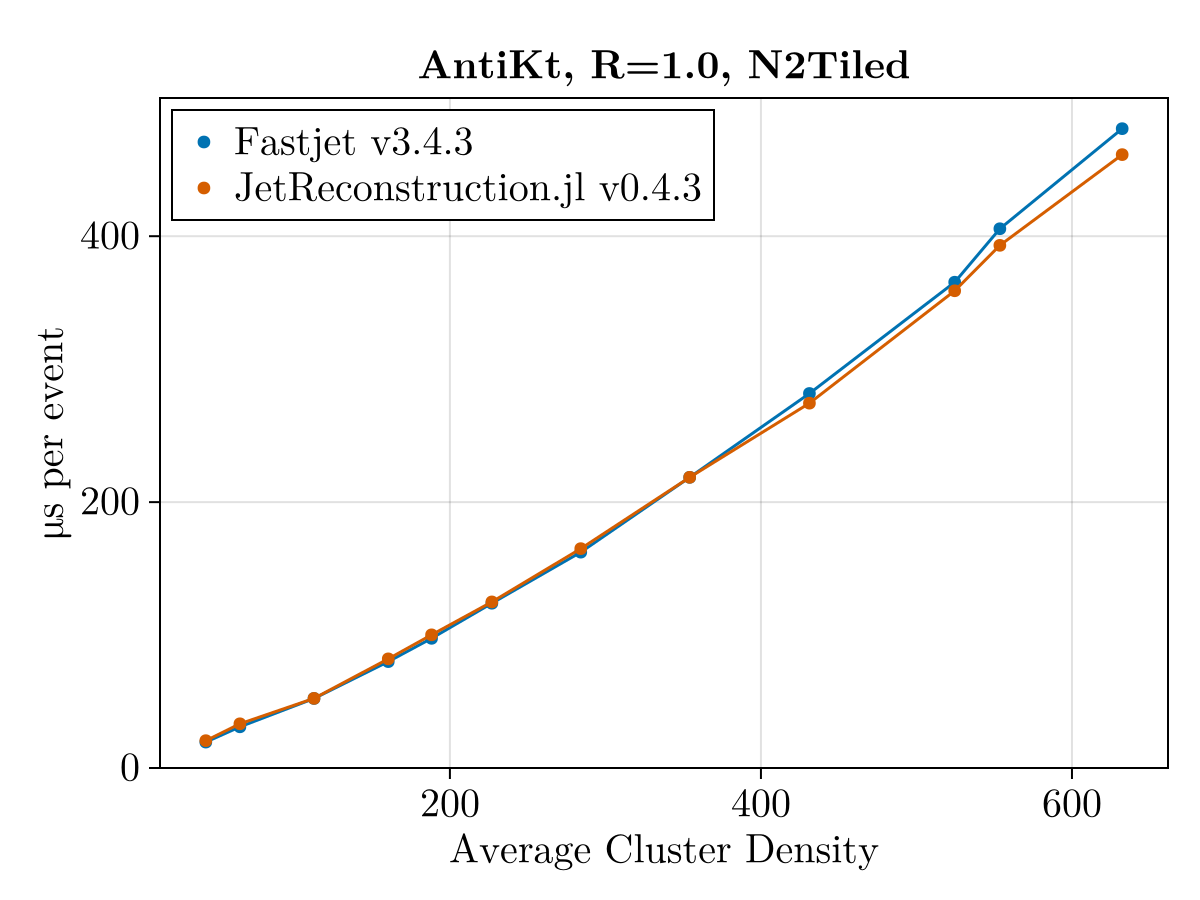 AntiKt, R=1.0, N2Tiled
Fastjet v3.4.3
JetReconstruction.jl v0.4.3
μs per event
400
200
0
200
400
600
Average Cluster Density